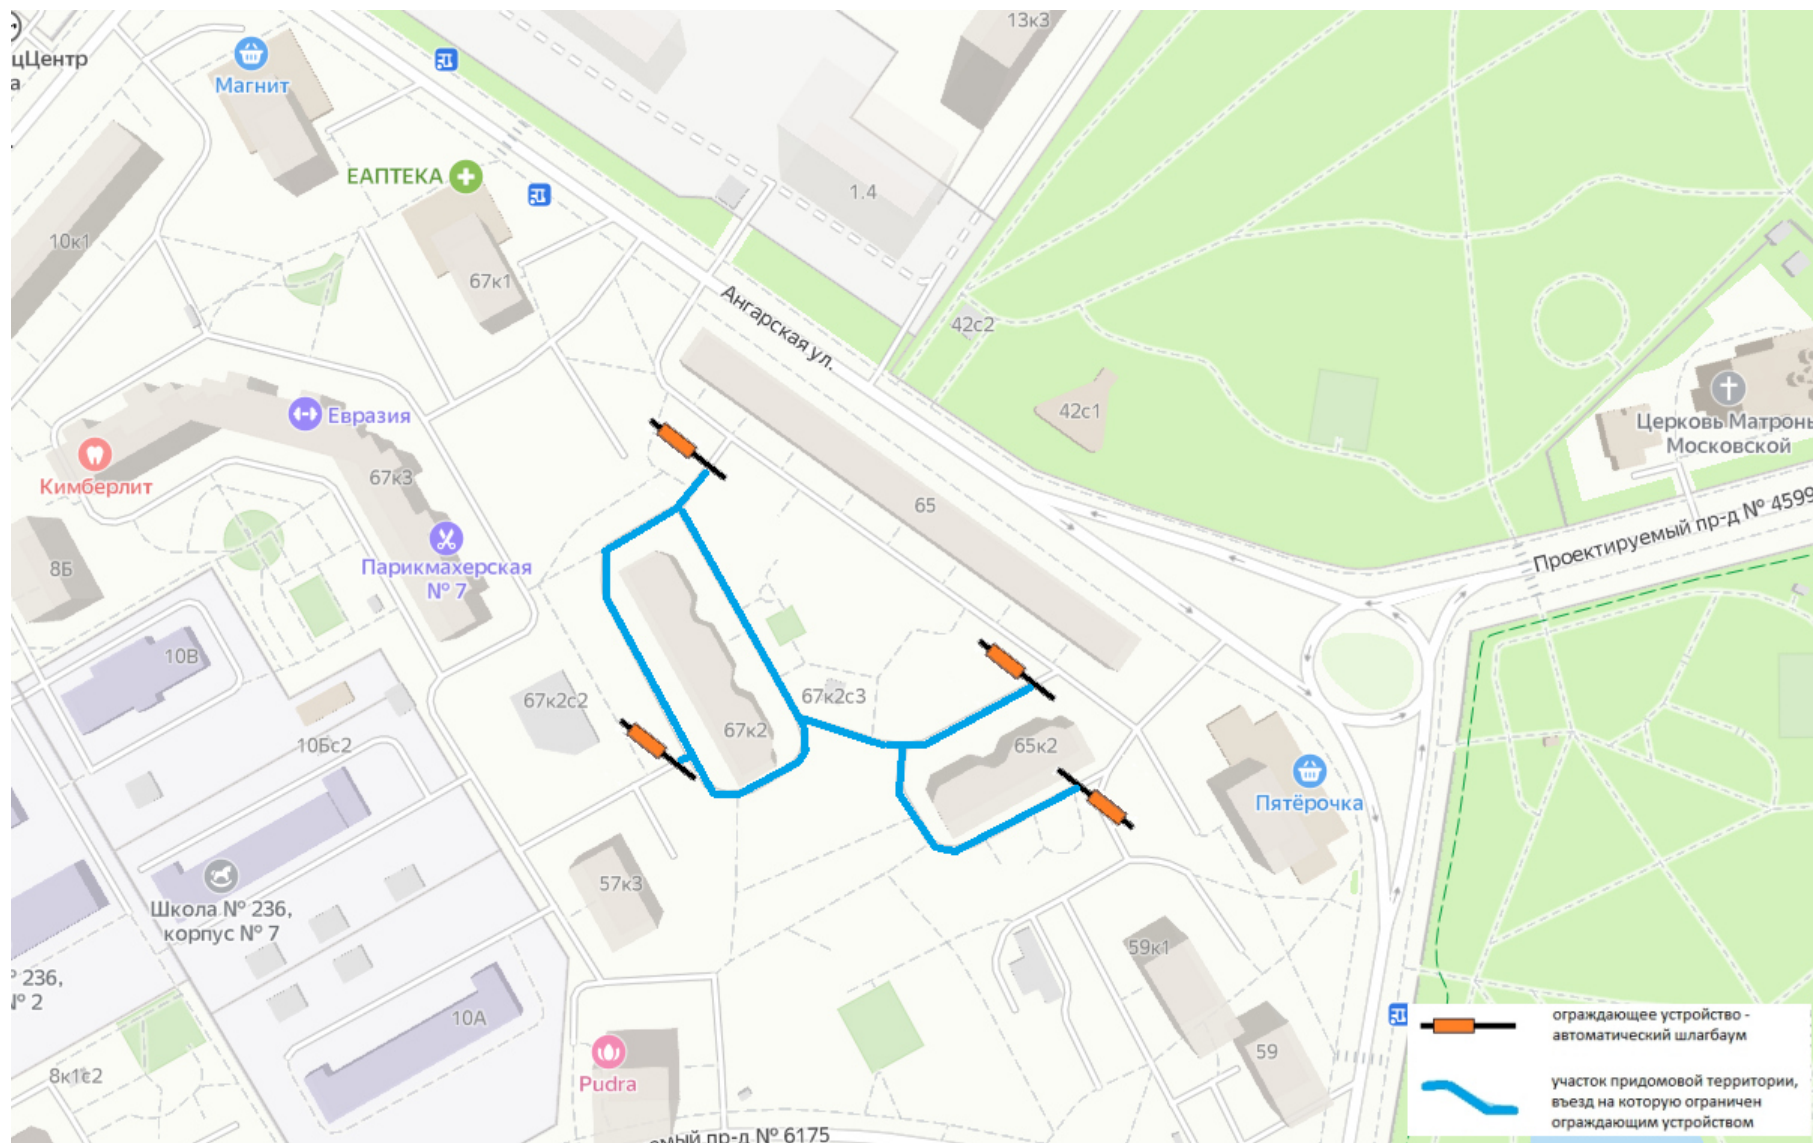 13к3
цЦентр
а
Магнит
ЕАПТЕКА
1.4
10к1
67к1
Ангарская ул.
42с2
42с1
Евразия
Церковь Матроны
Московской
Кимберлит
67к3
65
Проектируемый пр-д № 4599
8Б
Парикмахерская
№ 7
10В
67к2с2
67к2с3
67к2
65к2
10Бс2
Пятёрочка
57к3
Школа № 236,
корпус № 7
59к1
236,
№ 2
10А
59
8к1с2
Pudra
мый пр-д № 6175
ограждающее устройство -
автоматический шлагбаум
участок придомовой территории,
въезд на которую ограничен
ограждающим устройством